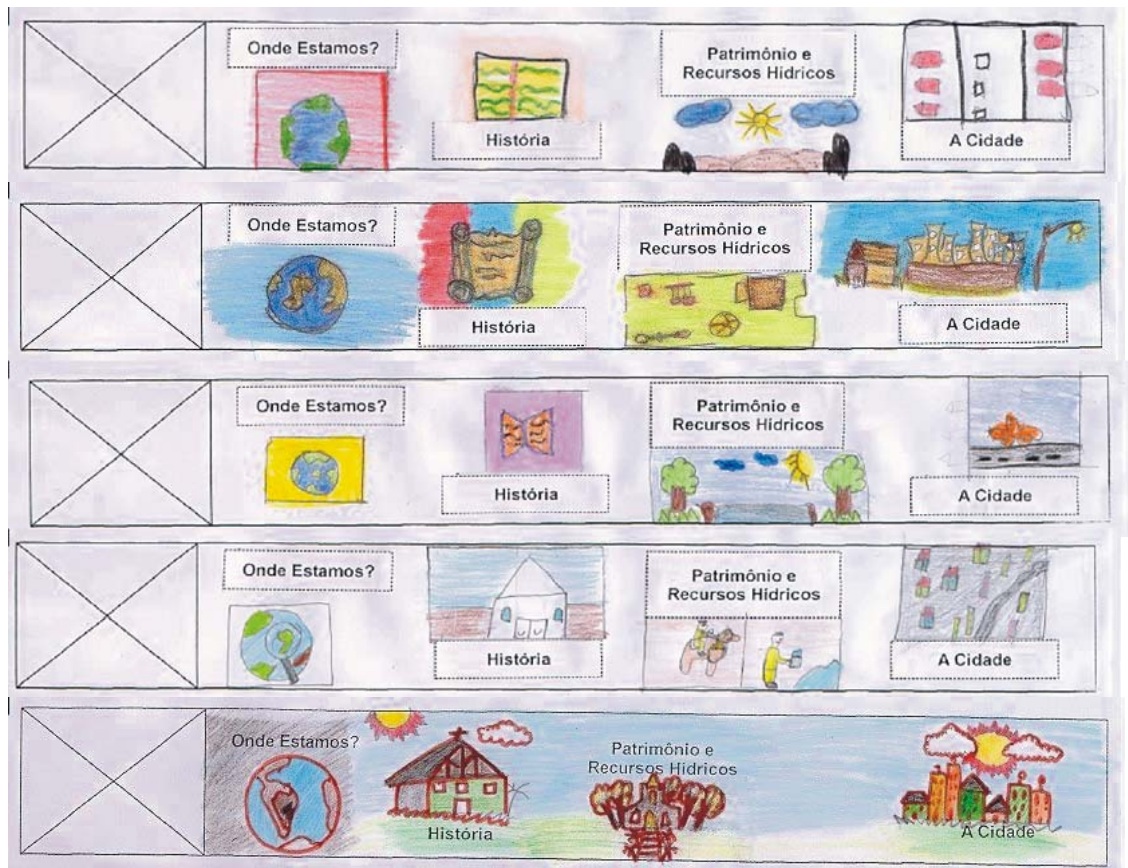 Onde Estamos?
História
Patrimônio e
Recursos Hídricos
A Cidade
Onde Estamos?
História
Patrimônio e
Recursos Hídricos
A Cidade
Onde Estamos?
História
Patrimônio e
Recursos Hídricos
A Cidade
Onde Estamos?
História
Patrimônio e
Recursos Hídricos
A Cidade
Onde Estamos?
História
Patrimônio e
Recursos Hídricos
A Cidade